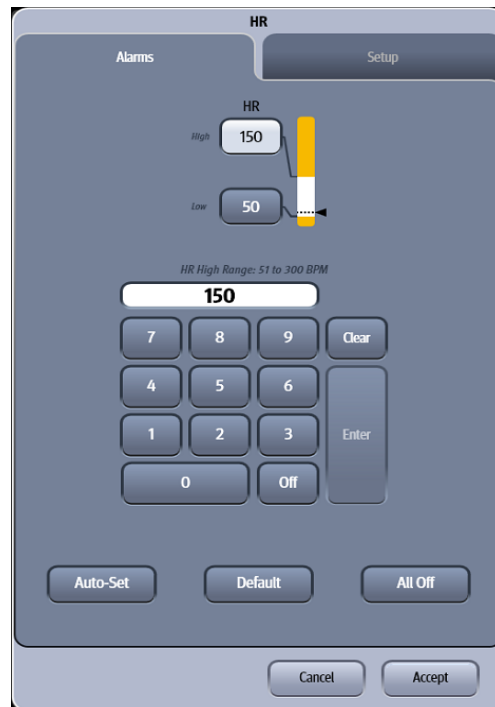 HR
Alarms Setup
HR
High 150
Low 50
HR High Range: 51 to 300 BPM
150
7 8 9 Clear
4 5 6
1 2 3 Enter
0 Off
Auto-Set Default All Off
Cancel Accept